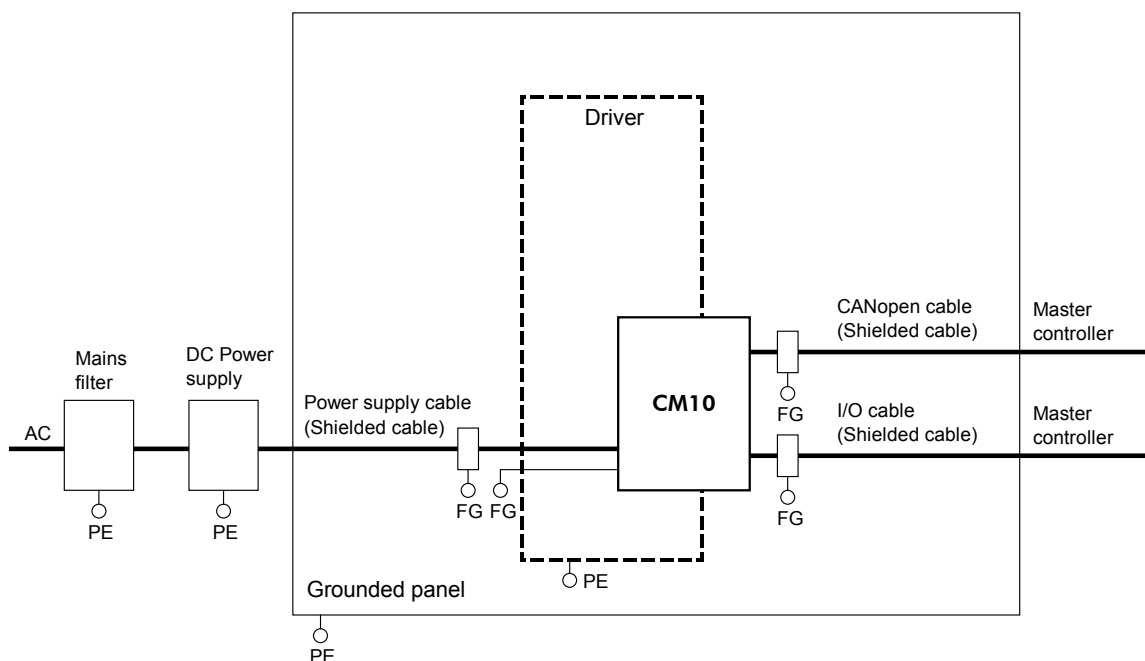 Driver
CANopen cable
(Shielded cable)
Master
controller
Mains
filter
DC Power
supply
Power supply cable
(Shielded cable)
CM10
FG
I/O cable
(Shielded cable)
Master
controller
AC
FG
FG
FG
PE
PE
PE
Grounded panel
PE